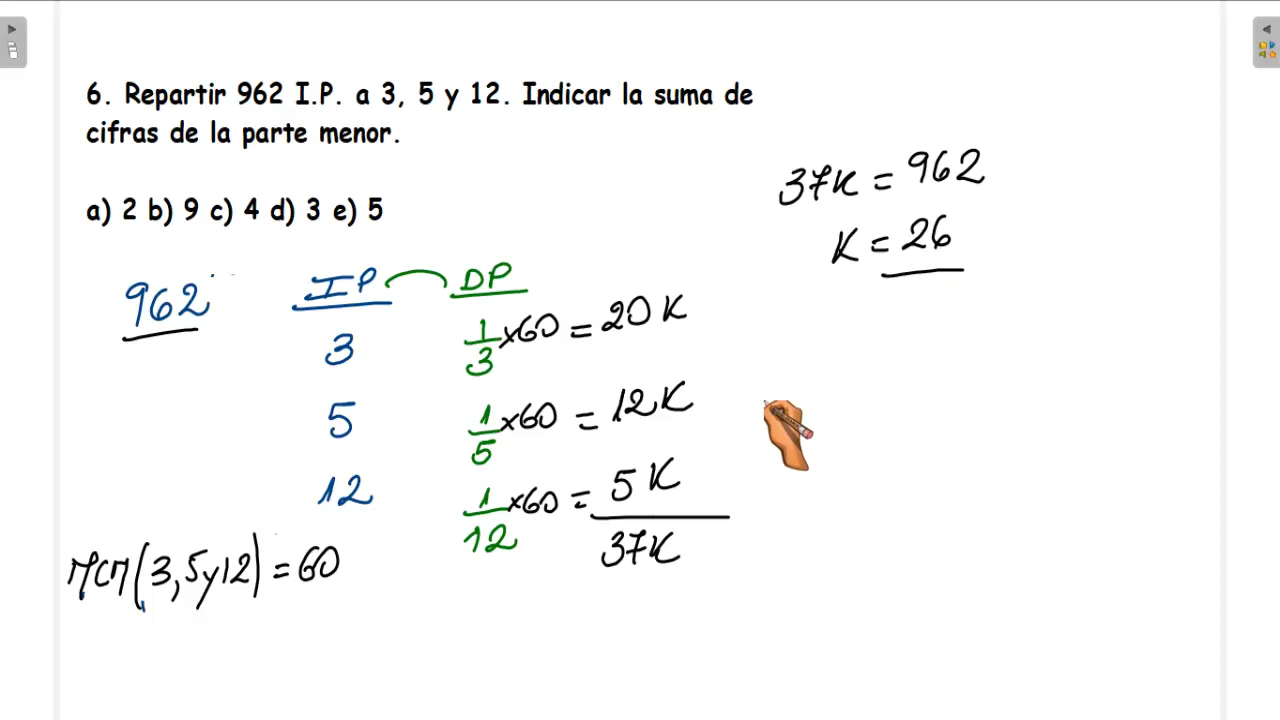 6. Repartir 962 I.P. a 3, 5 y 12. Indicar la suma de
cifras de la parte menor.
a) 2 b) 9 c) 4 d) 3 e) 5
37K = 962
K = 26
962 IP DP
3 1/3 x60 = 20K
5 1/5 x60 = 12K
12 1/12 x60 = 5K
37K
MCM(3,5y12) = 60